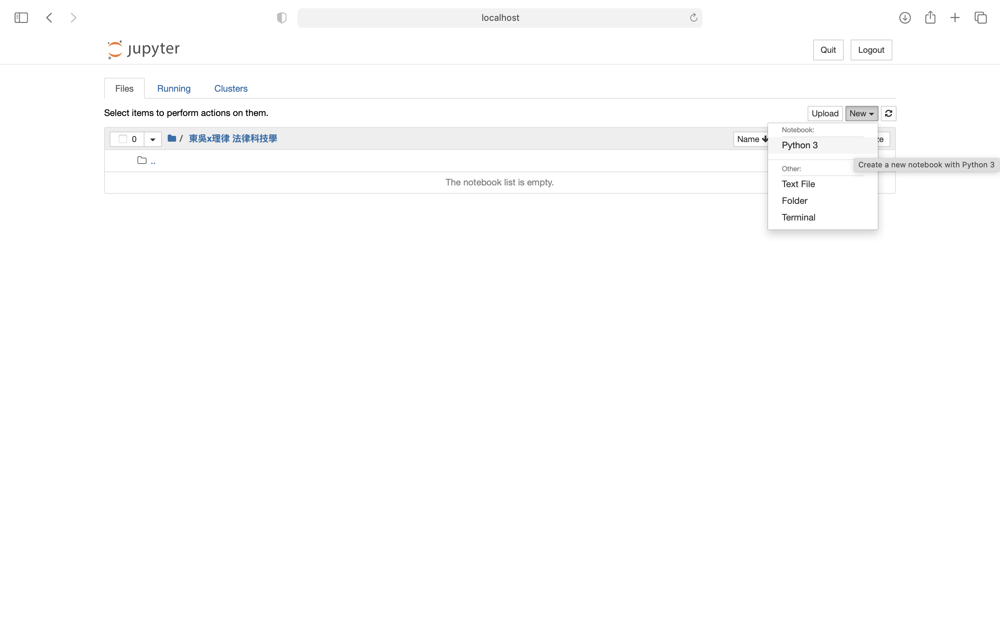 localhost
jupyter
Quit
Logout
Files
Running
Clusters
Select items to perform actions on them.
Upload
New
0
/
東吳x理律 法律科技學
Name
ze
..
The notebook list is empty.
Notebook:
Python 3
Create a new notebook with Python 3
Other:
Text File
Folder
Terminal